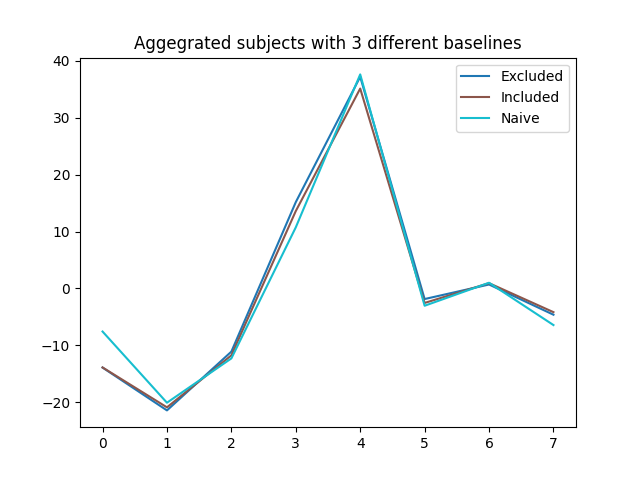 Aggegrated subjects with 3 different baselines
40
30
20
10
0
−10
−20
Excluded
Included
Naive
0 1 2 3 4 5 6 7